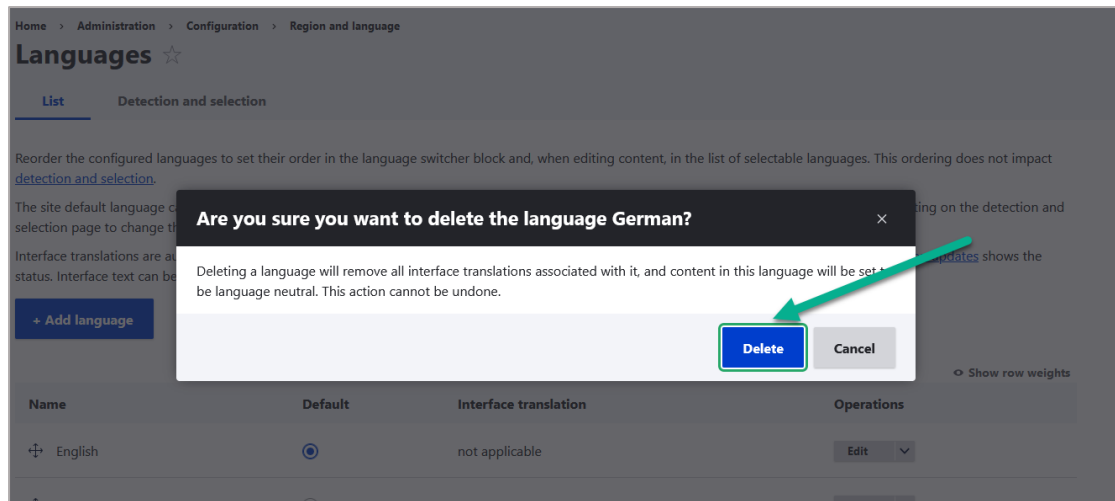 Home › Administration › Configuration › Region and language
Languages
List Detection and selection
Reorder the configured languages to set their order in the language switcher block and, when editing content, in the list of selectable languages. This ordering does not impact
detection and selection.
The site default language
selection page to change
Interface translations are
status. Interface text can be
Are you sure you want to delete the language German?
×
on the detection and
updates shows the
Deleting a language will remove all interface translations associated with it, and content in this language will be set
be language neutral. This action cannot be undone.
+ Add language
Delete Cancel
Show row weights
Name Default Interface translation Operations
English not applicable Edit